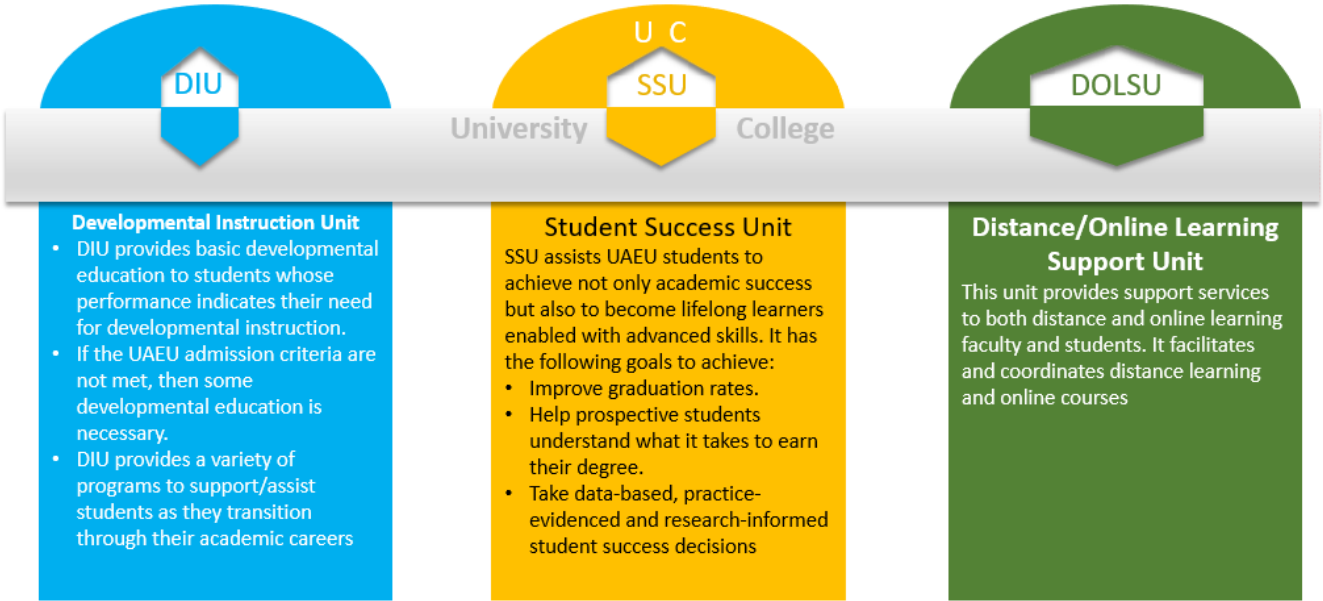 DIU
U C
SSU
DOLSU
University College
Developmental Instruction Unit
• DIU provides basic developmental
education to students whose
performance indicates their need
for developmental instruction.
• If the UAEU admission criteria are
not met, then some
developmental education is
necessary.
• DIU provides a variety of
programs to support/assist
students as they transition
through their academic careers
Student Success Unit
SSU assists UAEU students to
achieve not only academic success
but also to become lifelong learners
enabled with advanced skills. It has
the following goals to achieve:
• Improve graduation rates.
• Help prospective students
understand what it takes to earn
their degree.
• Take data-based, practice-
evidenced and research-informed
student success decisions
Distance/Online Learning
Support Unit
This unit provides support services
to both distance and online learning
faculty and students. It facilitates
and coordinates distance learning
and online courses